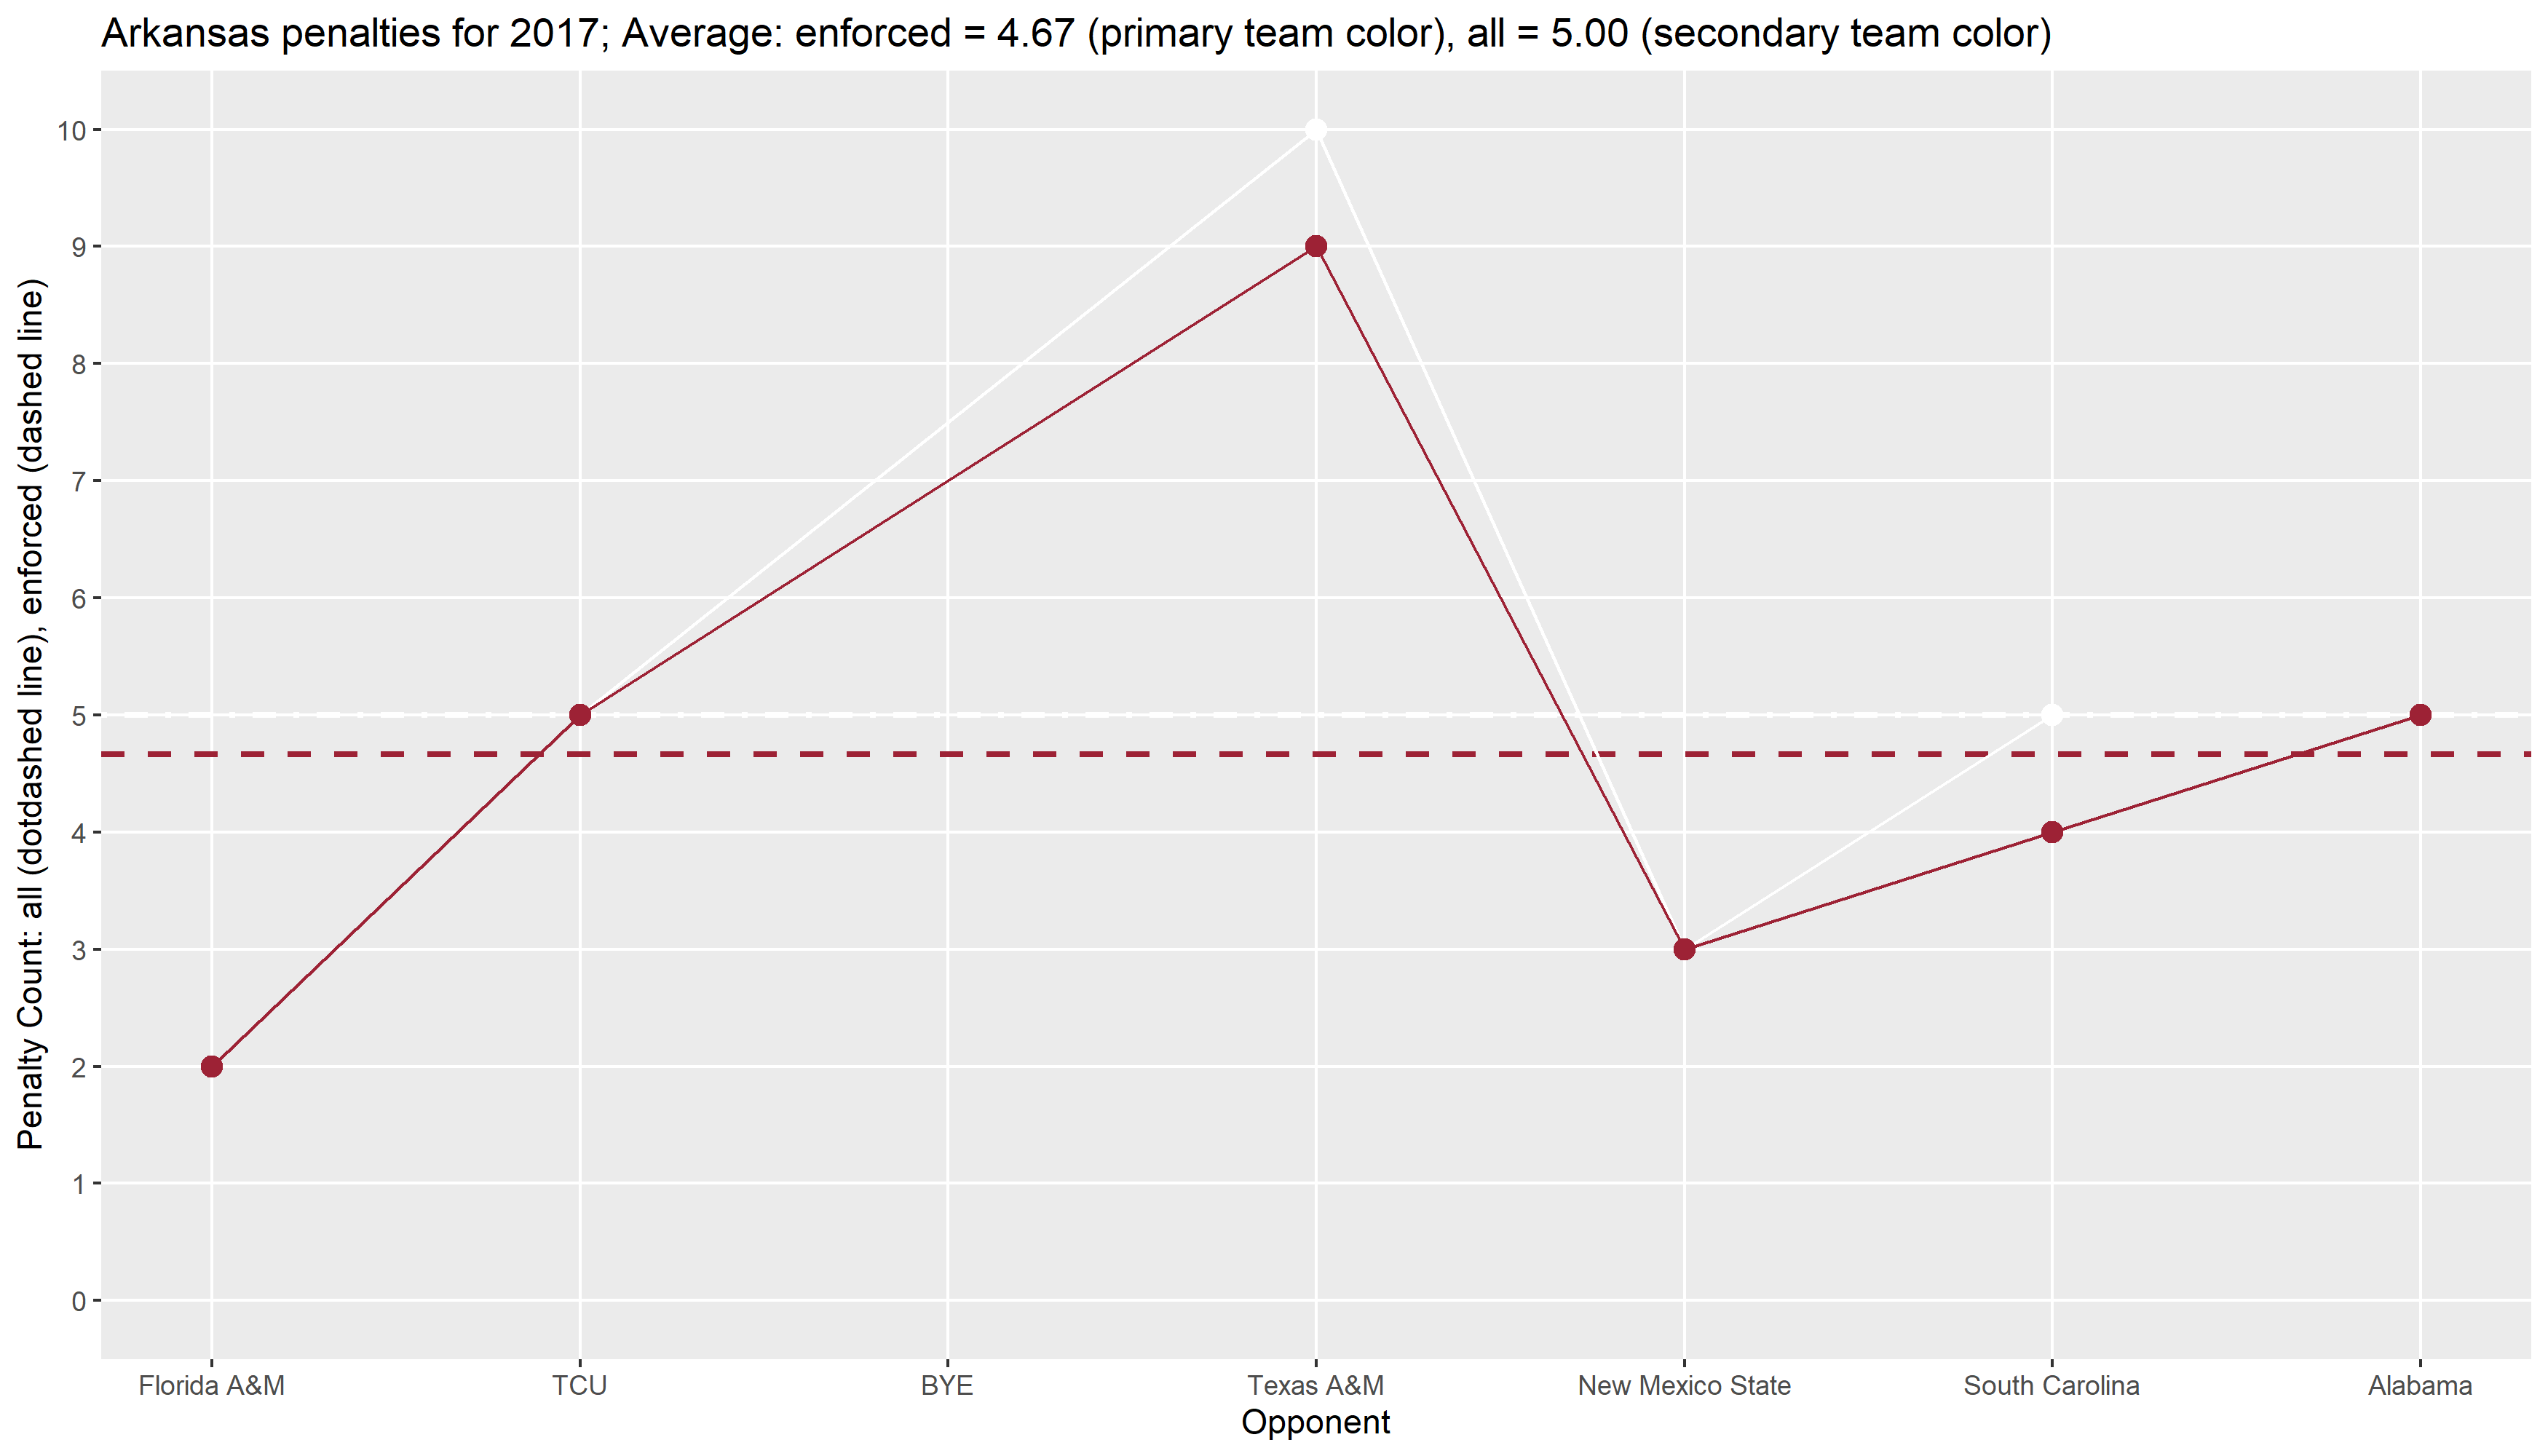 Arkansas penalties for 2017; Average: enforced = 4.67 (primary team color), all = 5.00 (secondary team color)
Penalty Count: all (dotdashed line), enforced (dashed line)
10
9
8
7
6
5
4
3
2
1
0
Florida A&M TCU BYE Texas A&M New Mexico State South Carolina Alabama
Opponent